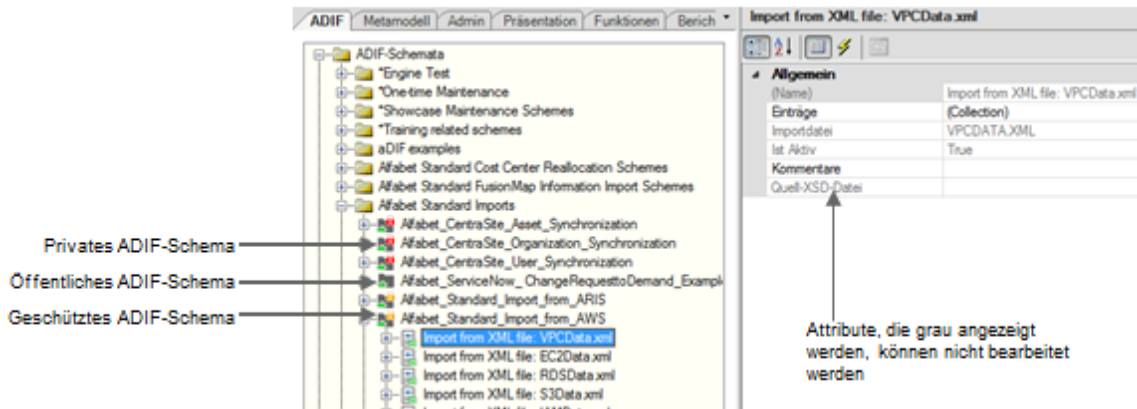 ADIF Metamodell Admin Präsentation Funktionen Berich
ADIF-Schemata
*Engine Test
*One-time Maintenance
*Showcase Maintenance Schemes
*Training related schemes
aDIF examples
Alfabet Standard Cost Center Reallocation Schemes
Alfabet Standard FusionMap Information Import Schemes
Alfabet Standard Imports
Alfabet_CentraSite_Asset_Synchronization
Alfabet_CentraSite_Organization_Synchronization
Alfabet_CentraSite_User_Synchronization
Alfabet_ServiceNow_ChangeRequesttoDemand_Exampl
Alfabet_Standard_Import_from_ARIS
Alfabet_Standard_Import_from_AWS
Import from XML file: VPCData.xml
Import from XML file: EC2Data.xml
Import from XML file: RDSData.xml
Import from XML file: S3Data.xml
Privates ADIF-Schema
Öffentliches ADIF-Schema
Geschütztes ADIF-Schema
Import from XML file: VPCData.xml
Allgemein
(Name) Import from XML file: VPCData.xml
Einträge (Collection)
Importdatei VPCDATA.XML
Ist Aktiv True
Kommentare
Quell-XSD-Datei
Attribute, die grau angezeigt
werden, können nicht bearbeitet
werden